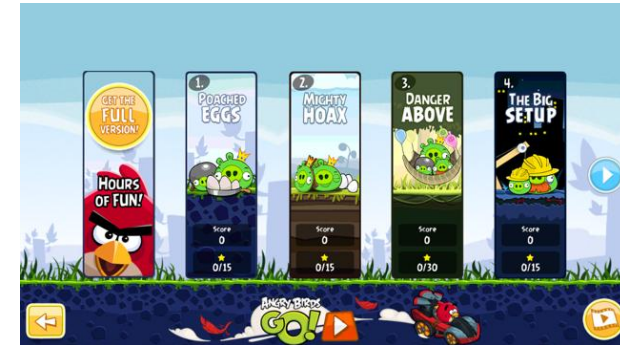 GET THE
FULL
VERSION!
HOURS
OF FUN!
1.
POACHED
EGGS
Score
0
0/15
2.
MIGHTY
HOAX
Score
0
0/15
3.
DANGER
ABOVE
Score
0
0/30
4.
THE BIG
SETUP
Score
0
0/15
ANGRY BIRDS
GO!